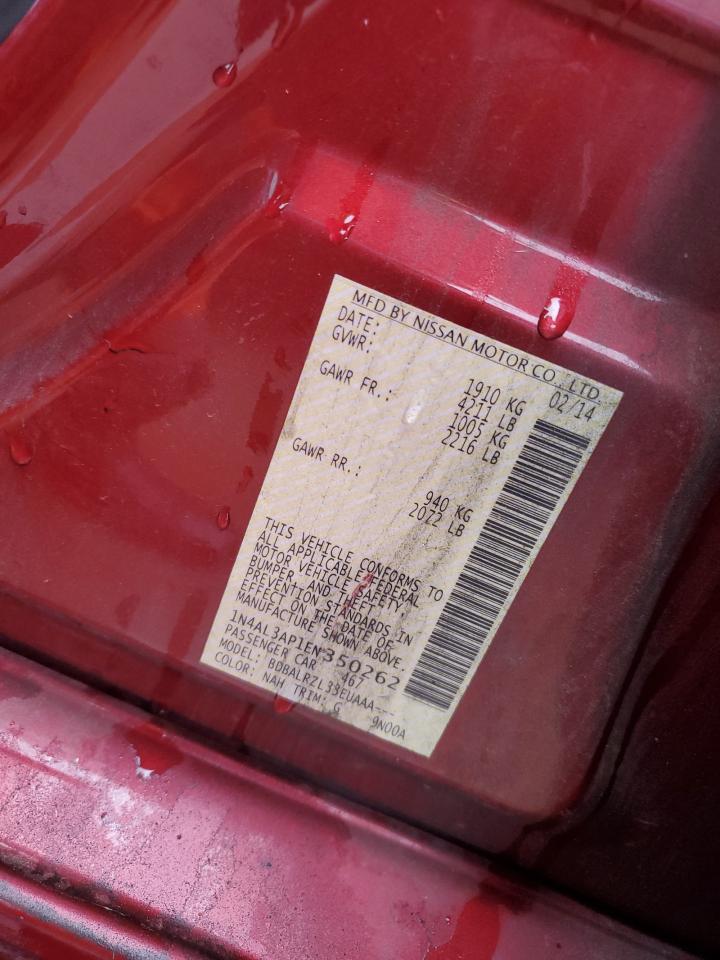 MFD BY NISSAN MOTOR CO., LTD.
DATE: 02/14
GVWR: 1910 KG
4211 LB
GAWR FR.: 1005 KG
2216 LB
GAWR RR.: 940 KG
2072 LB
THIS VEHICLE CONFORMS TO
ALL APPLICABLE FEDERAL
MOTOR VEHICLE SAFETY,
BUMPER, AND THEFT
PREVENTION STANDARDS IN
EFFECT ON THE DATE OF
MANUFACTURE SHOWN ABOVE.
1N4AL3AP1EN350262
PASSENGER CAR 467
MODEL: BDBALRZL33EUAAA---
COLOR: NAH TRIM: G 9N00A